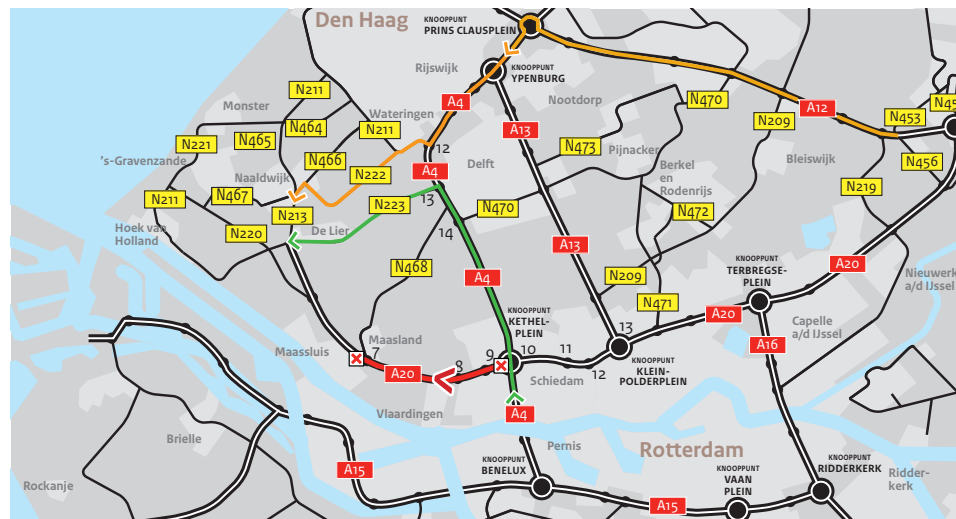 Den Haag
KNOOPPUNT
PRINS CLAUSPLEIN
Rijswijk
KNOOPPUNT
YPENBURG
N211
Monster
A4
Nootdorp
N470
A12
N209
N453
Wateringen
N464
N211
A13
N465
N221
N466
12
N473
Pijnacker
Bleiswijk
N456
's-Gravenzande
Naaldwijk
N222
A4
Delft
Berkel
en
Rodenrijs
N219
N211
N467
N213
N223
13
N470
N472
Hoek van
Holland
N220
De Lier
14
A13
N468
A4
N209
N471
KNOOPPUNT
TERBREGSE-
PLEIN
A20
Nieuwerk
a/d IJssel
KNOOPPUNT
KETHEL-
PLEIN
A20
Capelle
a/d IJssel
13
A16
Maassluis
7
Maasland
A20
8
9
10
11
12
KNOOPPUNT
KLEIN-
POLDERPLEIN
Schiedam
Vlaardingen
A4
Brielle
Pernis
Rotterdam
KNOOPPUNT
BENELUX
KNOOPPUNT
VAAN
PLEIN
KNOOPPUNT
RIDDERKERK
Ridder-
kerk
A15
A15
Rockanje